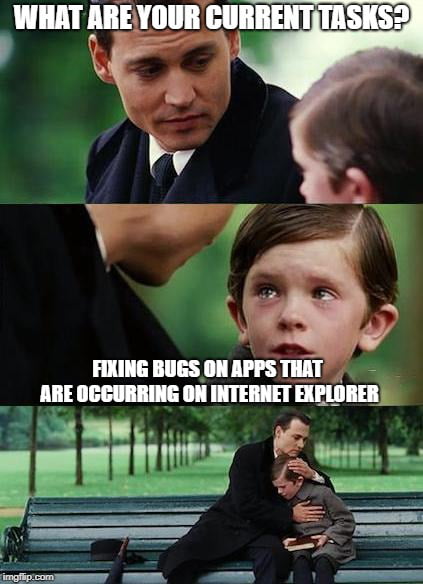 WHAT ARE YOUR CURRENT TASKS?
FIXING BUGS ON APPS THAT
ARE OCCURRING ON INTERNET EXPLORER
imgflip.com